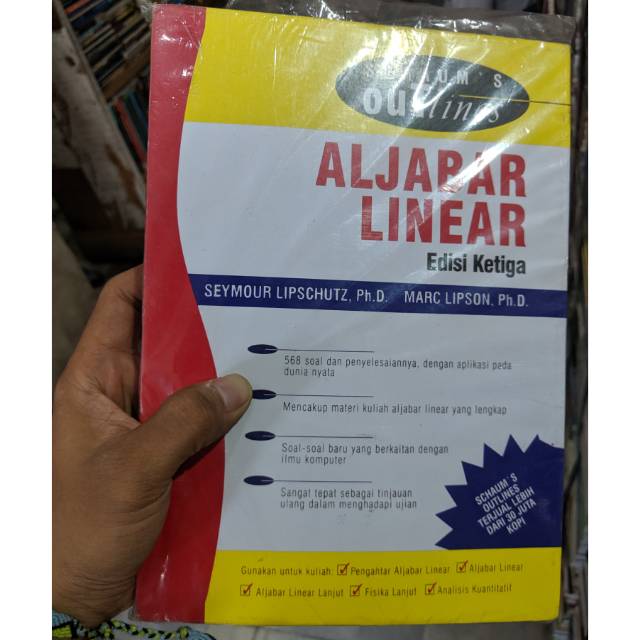 SCHAUM'S
outlines
ALJABAR
LINEAR
Edisi Ketiga
SEYMOUR LIPSCHUTZ, Ph.D. MARC LIPSON, Ph.D.
568 soal dan penyelesaiannya, dengan aplikasi pada
dunia nyata
Mencakup materi kuliah aljabar linear yang lengkap
Soal-soal baru yang berkaitan dengan
ilmu komputer
Sangat tepat sebagai tinjauan
ulang dalam menghadapi ujian
SCHAUM'S
OUTLINES
TERJUAL LEBIH
DARI 30 JUTA
KOPI
Gunakan untuk kuliah: ☑ Pengahtar Aljabar Linear ☑ Aljabar Linear
☑ Aljabar Linear Lanjut ☑ Fisika Lanjut ☑ Analisis Kuantitatif